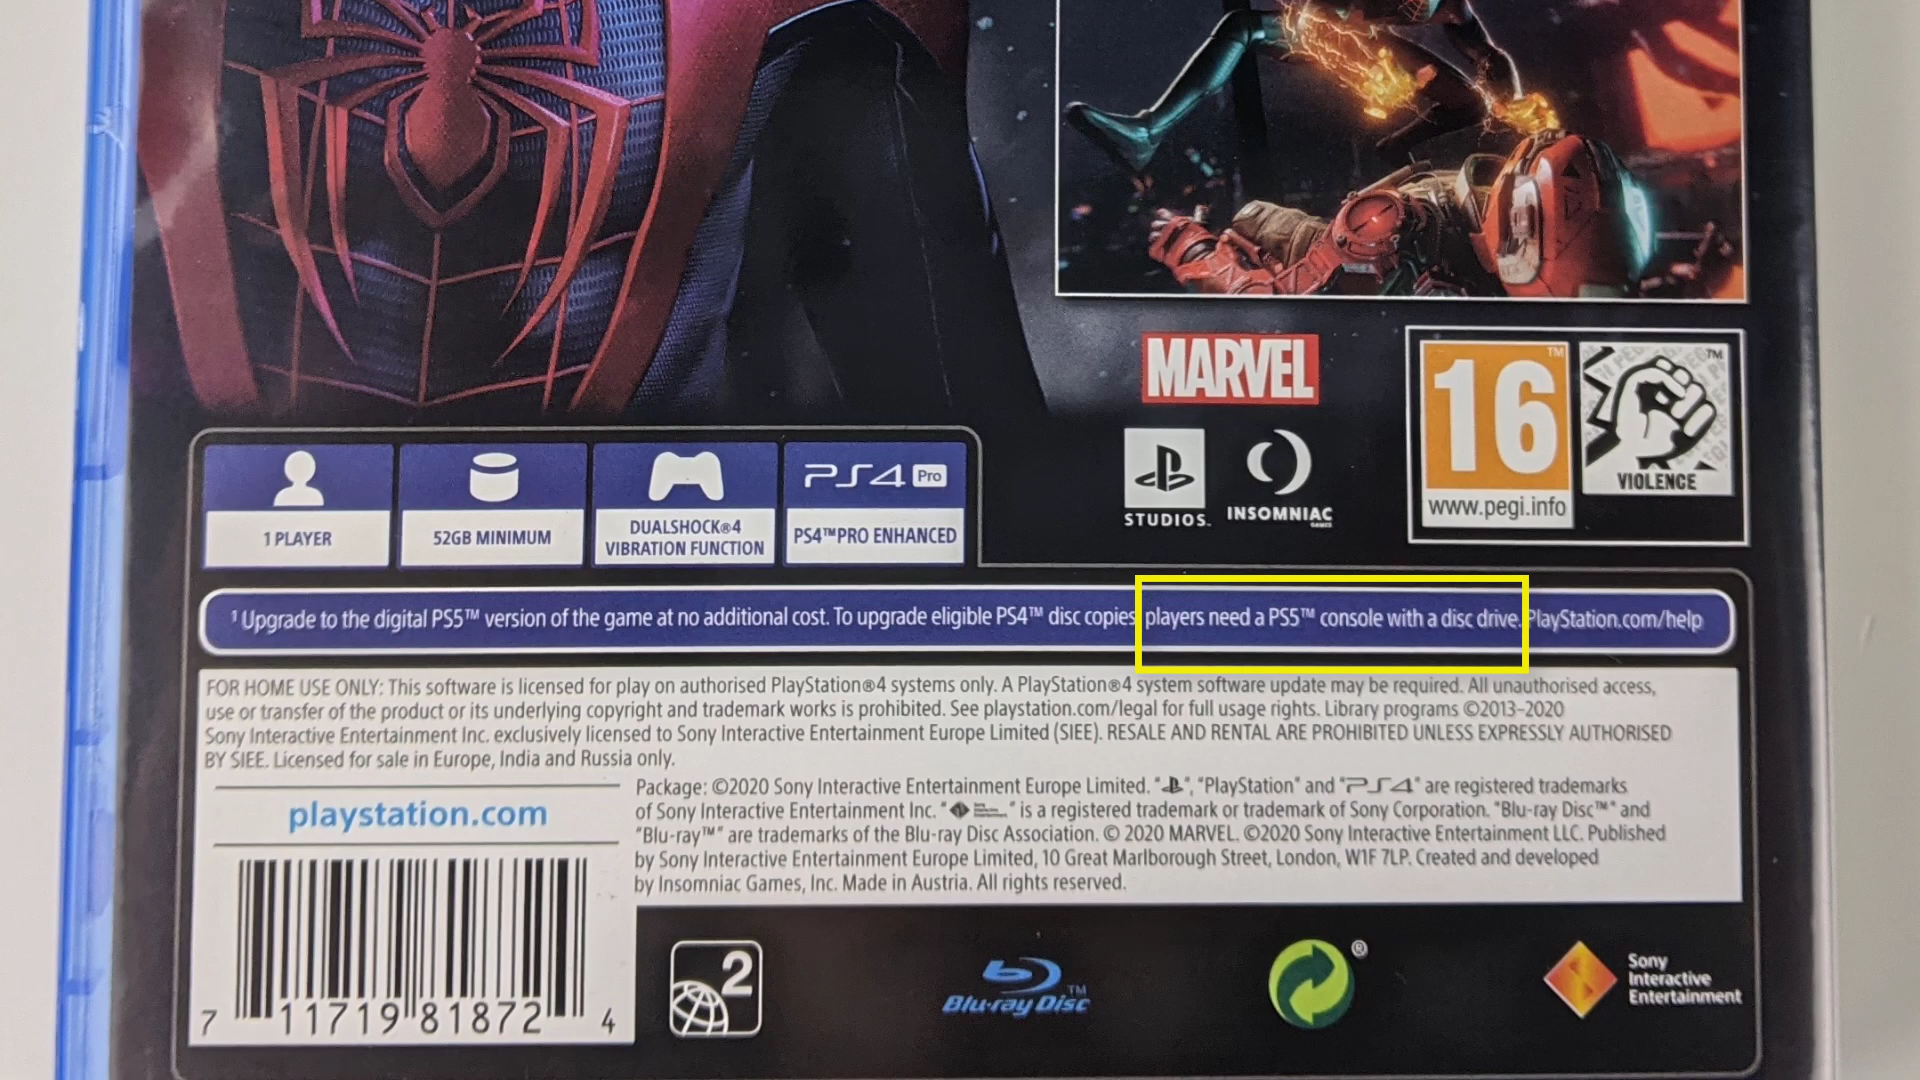 MARVEL
16™
™
www.pegi.info
VIOLENCE
STUDIOS™
INSOMNIAC
GAMES
PS4 Pro
1 PLAYER
52GB MINIMUM
DUALSHOCK®4
VIBRATION FUNCTION
PS4™PRO ENHANCED
¹ Upgrade to the digital PS5™ version of the game at no additional cost. To upgrade eligible PS4™ disc copies players need a PS5™ console with a disc drive. PlayStation.com/help
FOR HOME USE ONLY: This software is licensed for play on authorised PlayStation®4 systems only. A PlayStation®4 system software update may be required. All unauthorised access,
use or transfer of the product or its underlying copyright and trademark works is prohibited. See playstation.com/legal for full usage rights. Library programs ©2013–2020
Sony Interactive Entertainment Inc. exclusively licensed to Sony Interactive Entertainment Europe Limited (SIEE). RESALE AND RENTAL ARE PROHIBITED UNLESS EXPRESSLY AUTHORISED
BY SIEE. Licensed for sale in Europe, India and Russia only.
playstation.com
Package: ©2020 Sony Interactive Entertainment Europe Limited. "", "PlayStation" and "PS4" are registered trademarks
of Sony Interactive Entertainment Inc. "" is a registered trademark or trademark of Sony Corporation. "Blu-ray Disc™" and
"Blu-ray™" are trademarks of the Blu-ray Disc Association. © 2020 MARVEL. ©2020 Sony Interactive Entertainment LLC. Published
by Sony Interactive Entertainment Europe Limited, 10 Great Marlborough Street, London, W1F 7LP. Created and developed
by Insomniac Games, Inc. Made in Austria. All rights reserved.
7 11719 81872 4
2
Blu-ray Disc™
®
Sony
Interactive
Entertainment